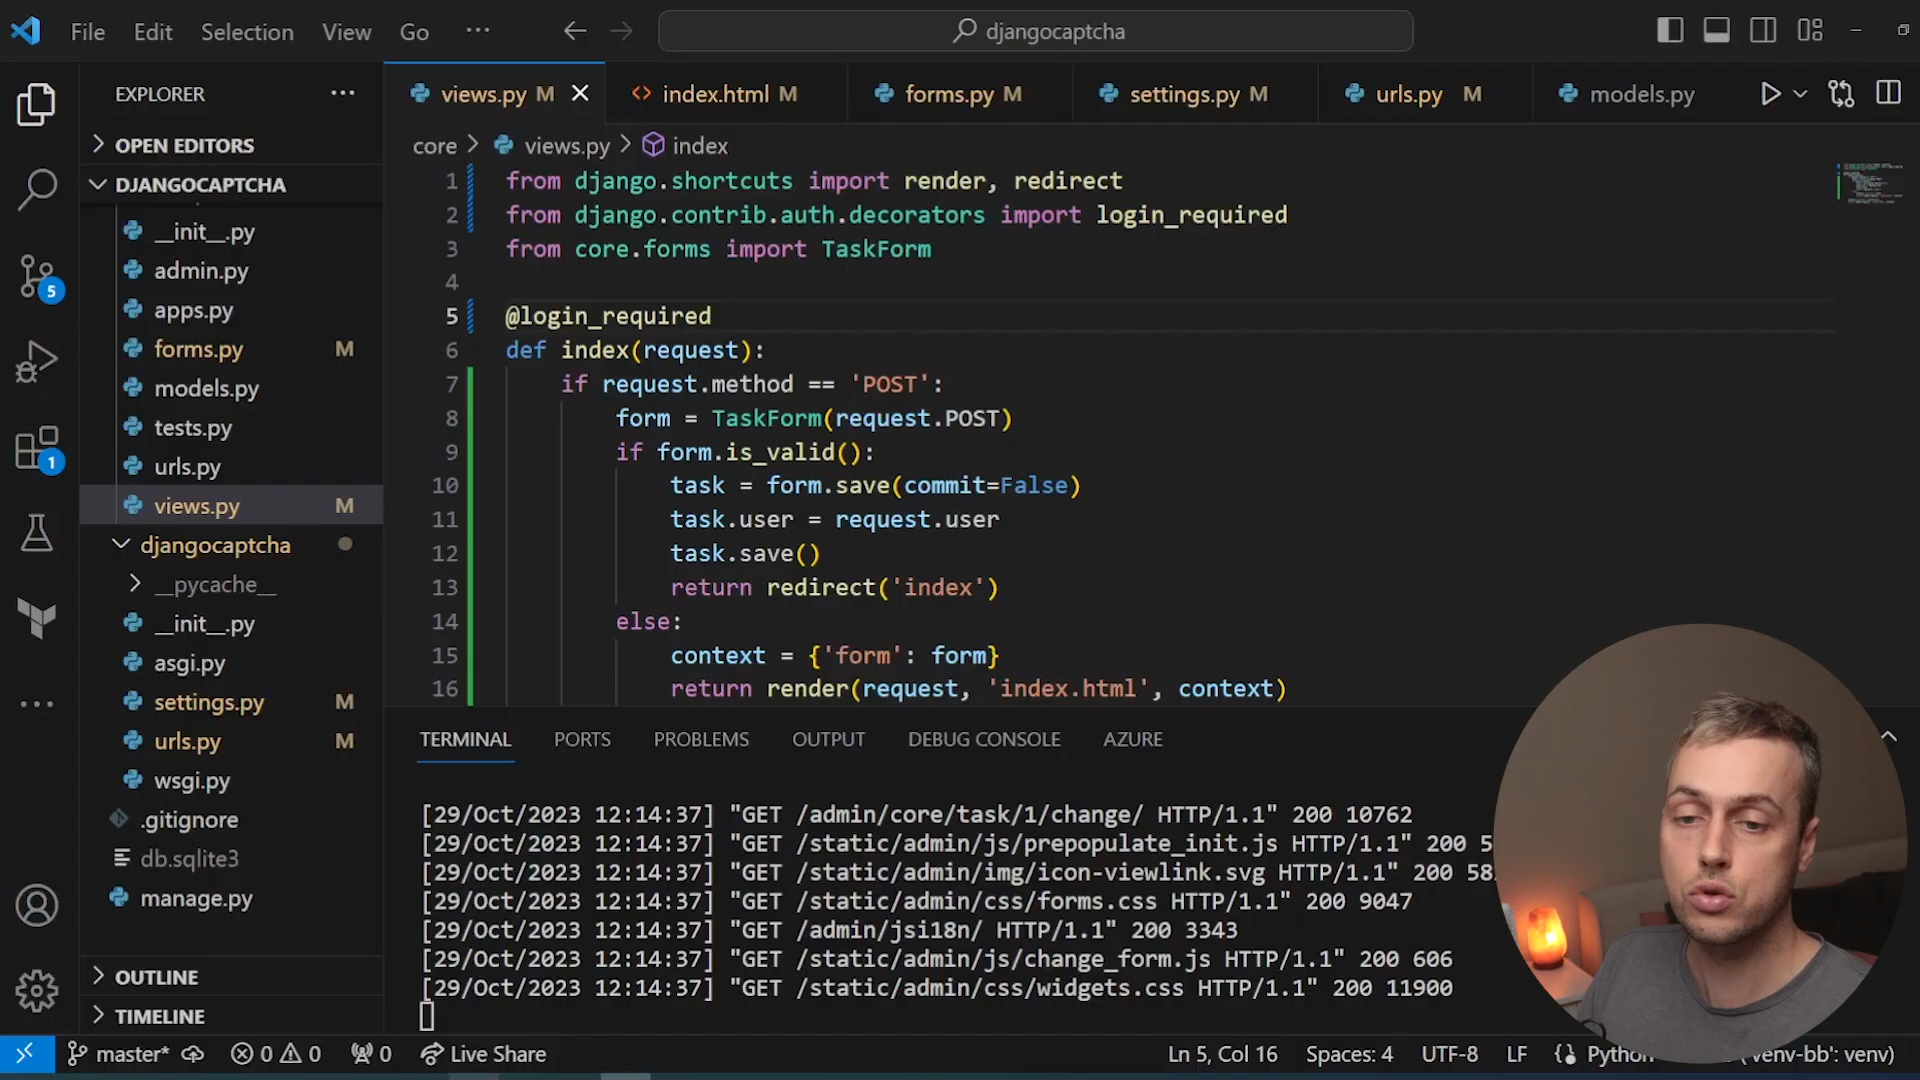 File Edit Selection View Go ··· djangocaptcha
EXPLORER ···
OPEN EDITORS
DJANGOCAPTCHA
__init__.py
admin.py
apps.py
forms.py M
models.py
tests.py
urls.py
views.py M
djangocaptcha
__pycache__
__init__.py
asgi.py
settings.py M
urls.py M
wsgi.py
.gitignore
db.sqlite3
manage.py
OUTLINE
TIMELINE
5
1
views.py M index.html M forms.py M settings.py M urls.py M models.py
core > views.py > index
1 from django.shortcuts import render, redirect
2 from django.contrib.auth.decorators import login_required
3 from core.forms import TaskForm
4
5 @login_required
6 def index(request):
7 if request.method == 'POST':
8 form = TaskForm(request.POST)
9 if form.is_valid():
10 task = form.save(commit=False)
11 task.user = request.user
12 task.save()
13 return redirect('index')
14 else:
15 context = {'form': form}
16 return render(request, 'index.html', context)
TERMINAL PORTS PROBLEMS OUTPUT DEBUG CONSOLE AZURE
[29/Oct/2023 12:14:37] "GET /admin/core/task/1/change/ HTTP/1.1" 200 10762
[29/Oct/2023 12:14:37] "GET /static/admin/js/prepopulate_init.js HTTP/1.1" 200 5
[29/Oct/2023 12:14:37] "GET /static/admin/img/icon-viewlink.svg HTTP/1.1" 200 58
[29/Oct/2023 12:14:37] "GET /static/admin/css/forms.css HTTP/1.1" 200 9047
[29/Oct/2023 12:14:37] "GET /admin/jsi18n/ HTTP/1.1" 200 3343
[29/Oct/2023 12:14:37] "GET /static/admin/js/change_form.js HTTP/1.1" 200 606
[29/Oct/2023 12:14:37] "GET /static/admin/css/widgets.css HTTP/1.1" 200 11900
master* 0 0 0 Live Share Ln 5, Col 16 Spaces: 4 UTF-8 LF Python ('venv-bb': venv)